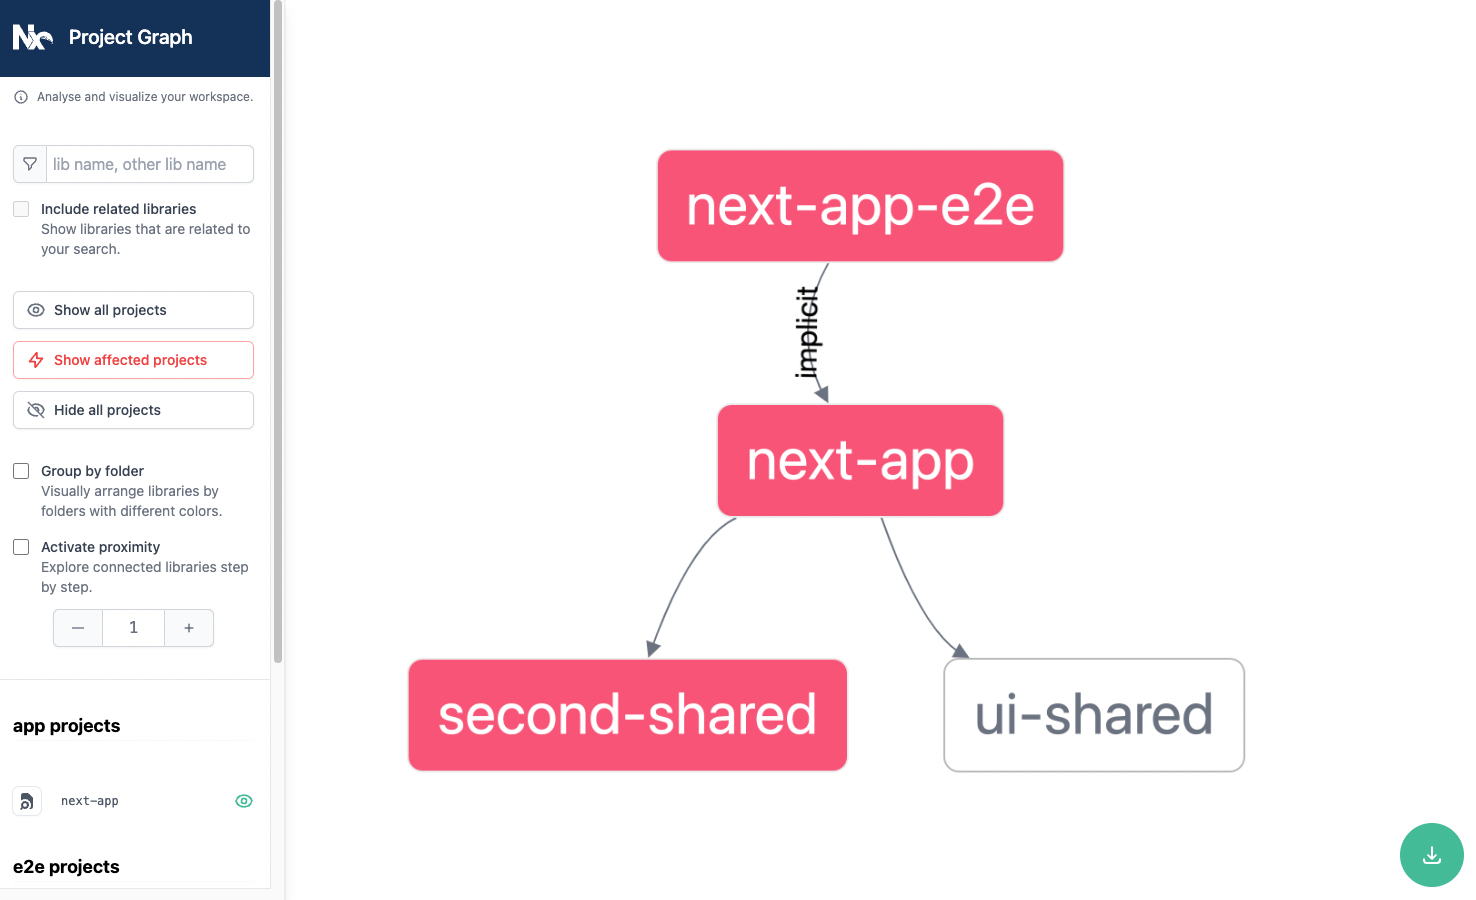 Nx Project Graph
Analyse and visualize your workspace.
lib name, other lib name
Include related libraries
Show libraries that are related to
your search.
Show all projects
Show affected projects
Hide all projects
Group by folder
Visually arrange libraries by
folders with different colors.
Activate proximity
Explore connected libraries step
by step.
1
app projects
next-app
e2e projects
next-app-e2e
implicit
next-app
second-shared
ui-shared